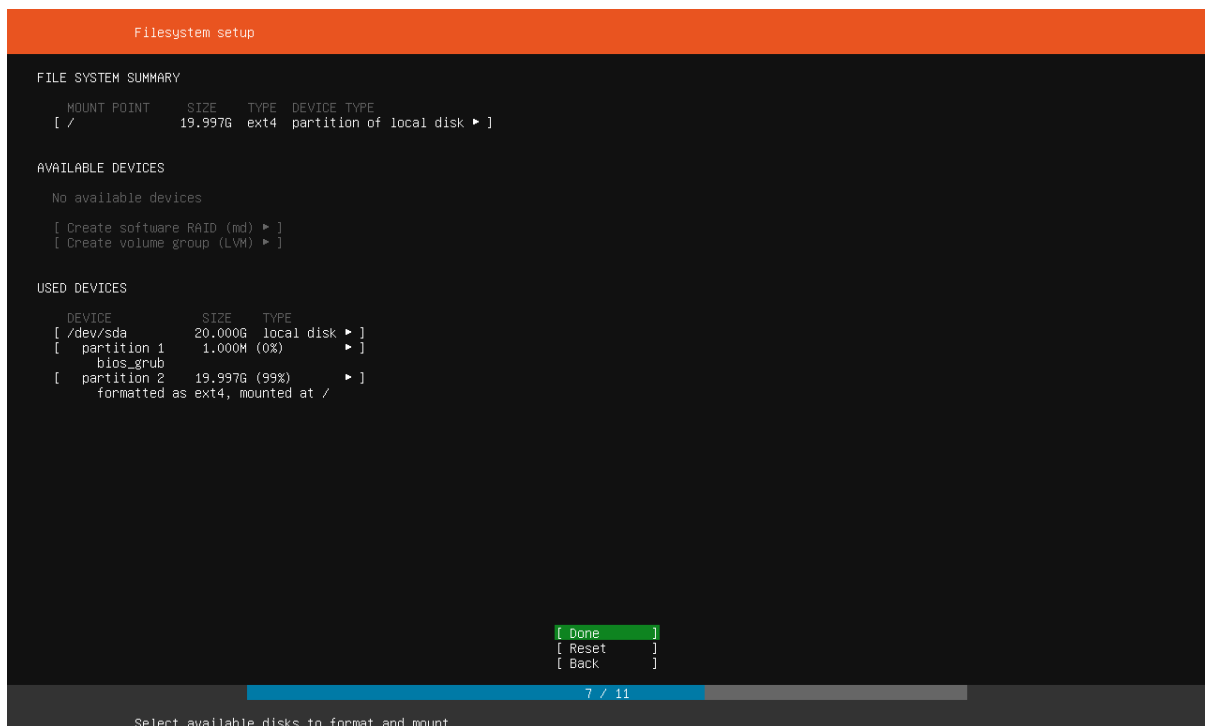 Filesystem setup
FILE SYSTEM SUMMARY
MOUNT POINT SIZE TYPE DEVICE TYPE
[ / 19.997G ext4 partition of local disk ▸ ]
AVAILABLE DEVICES
No available devices
[ Create software RAID (md) ▸ ]
[ Create volume group (LVM) ▸ ]
USED DEVICES
DEVICE SIZE TYPE
[ /dev/sda 20.000G local disk ▸ ]
[ partition 1 1.000M (0%) ▸ ]
bios_grub
[ partition 2 19.997G (99%) ▸ ]
formatted as ext4, mounted at /
[ Done ]
[ Reset ]
[ Back ]
7 / 11
Select available disks to format and mount